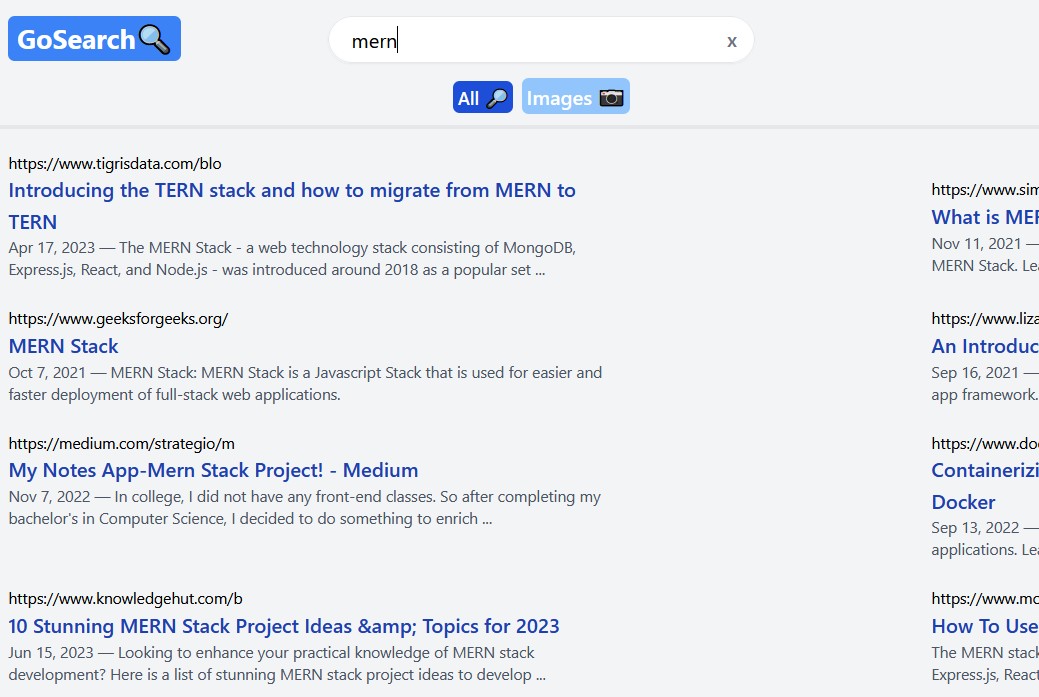 GoSearch
mern
x
All
Images
https://www.tigrisdata.com/blo
Introducing the TERN stack and how to migrate from MERN to
TERN
Apr 17, 2023 — The MERN Stack - a web technology stack consisting of MongoDB,
Express.js, React, and Node.js - was introduced around 2018 as a popular set ...
https://www.geeksforgeeks.org/
MERN Stack
Oct 7, 2021 — MERN Stack: MERN Stack is a Javascript Stack that is used for easier and
faster deployment of full-stack web applications.
https://medium.com/strategio/m
My Notes App-Mern Stack Project! - Medium
Nov 7, 2022 — In college, I did not have any front-end classes. So after completing my
bachelor's in Computer Science, I decided to do something to enrich ...
https://www.knowledgehut.com/b
10 Stunning MERN Stack Project Ideas &amp; Topics for 2023
Jun 15, 2023 — Looking to enhance your practical knowledge of MERN stack
development? Here is a list of stunning MERN stack project ideas to develop ...
https://www.sim
What is MER
Nov 11, 2021 —
MERN Stack. Lea
https://www.liza
An Introduc
Sep 16, 2021 —
app framework.
https://www.do
Containerizi
Docker
Sep 13, 2022 —
applications. Lea
https://www.mo
How To Use
The MERN stack
Express.js, React